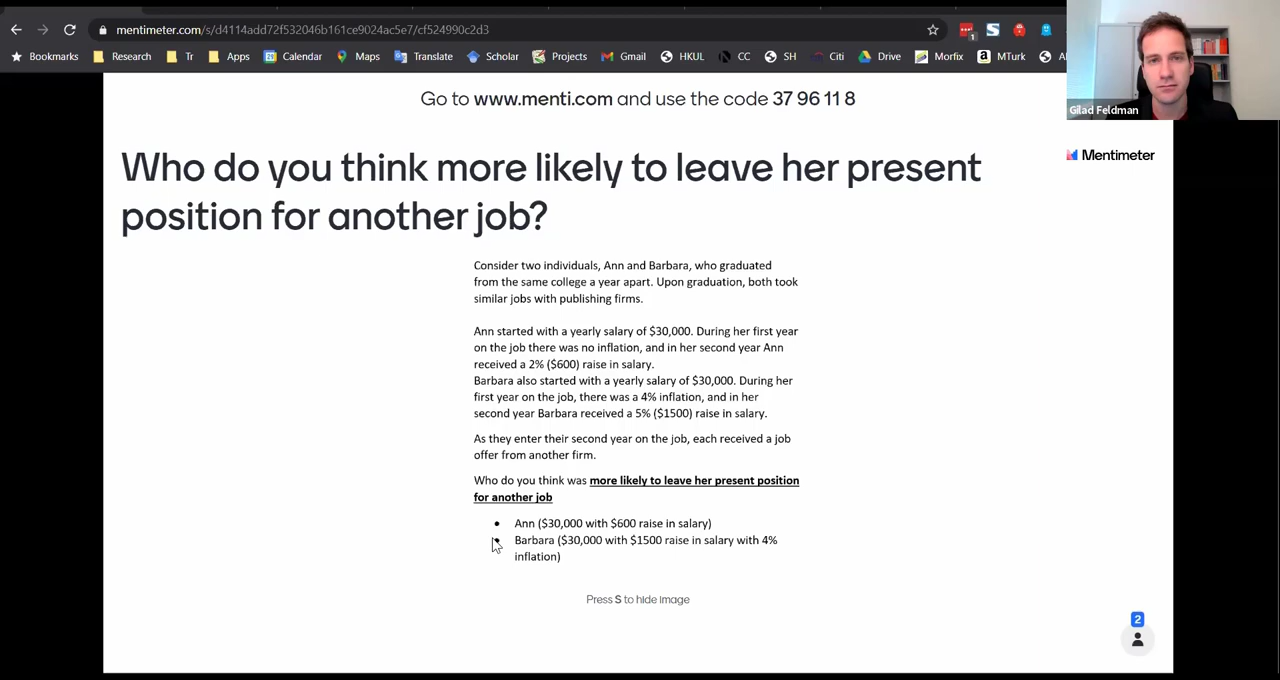 mentimeter.com/s/d4114add72f532046b161ce9024ac5e7/cf524990c2d3
1
Bookmarks Research Tr Apps Calendar Maps Translate Scholar Projects Gmail HKUL CC SH Citi Drive Morfix MTurk
Gilad Feldman
Go to www.menti.com and use the code 37 96 11 8
Mentimeter
Who do you think more likely to leave her present
position for another job?
Consider two individuals, Ann and Barbara, who graduated
from the same college a year apart. Upon graduation, both took
similar jobs with publishing firms.
Ann started with a yearly salary of $30,000. During her first year
on the job there was no inflation, and in her second year Ann
received a 2% ($600) raise in salary.
Barbara also started with a yearly salary of $30,000. During her
first year on the job, there was a 4% inflation, and in her
second year Barbara received a 5% ($1500) raise in salary.
As they enter their second year on the job, each received a job
offer from another firm.
Who do you think was more likely to leave her present position
for another job
• Ann ($30,000 with $600 raise in salary)
• Barbara ($30,000 with $1500 raise in salary with 4%
inflation)
Press S to hide image
2